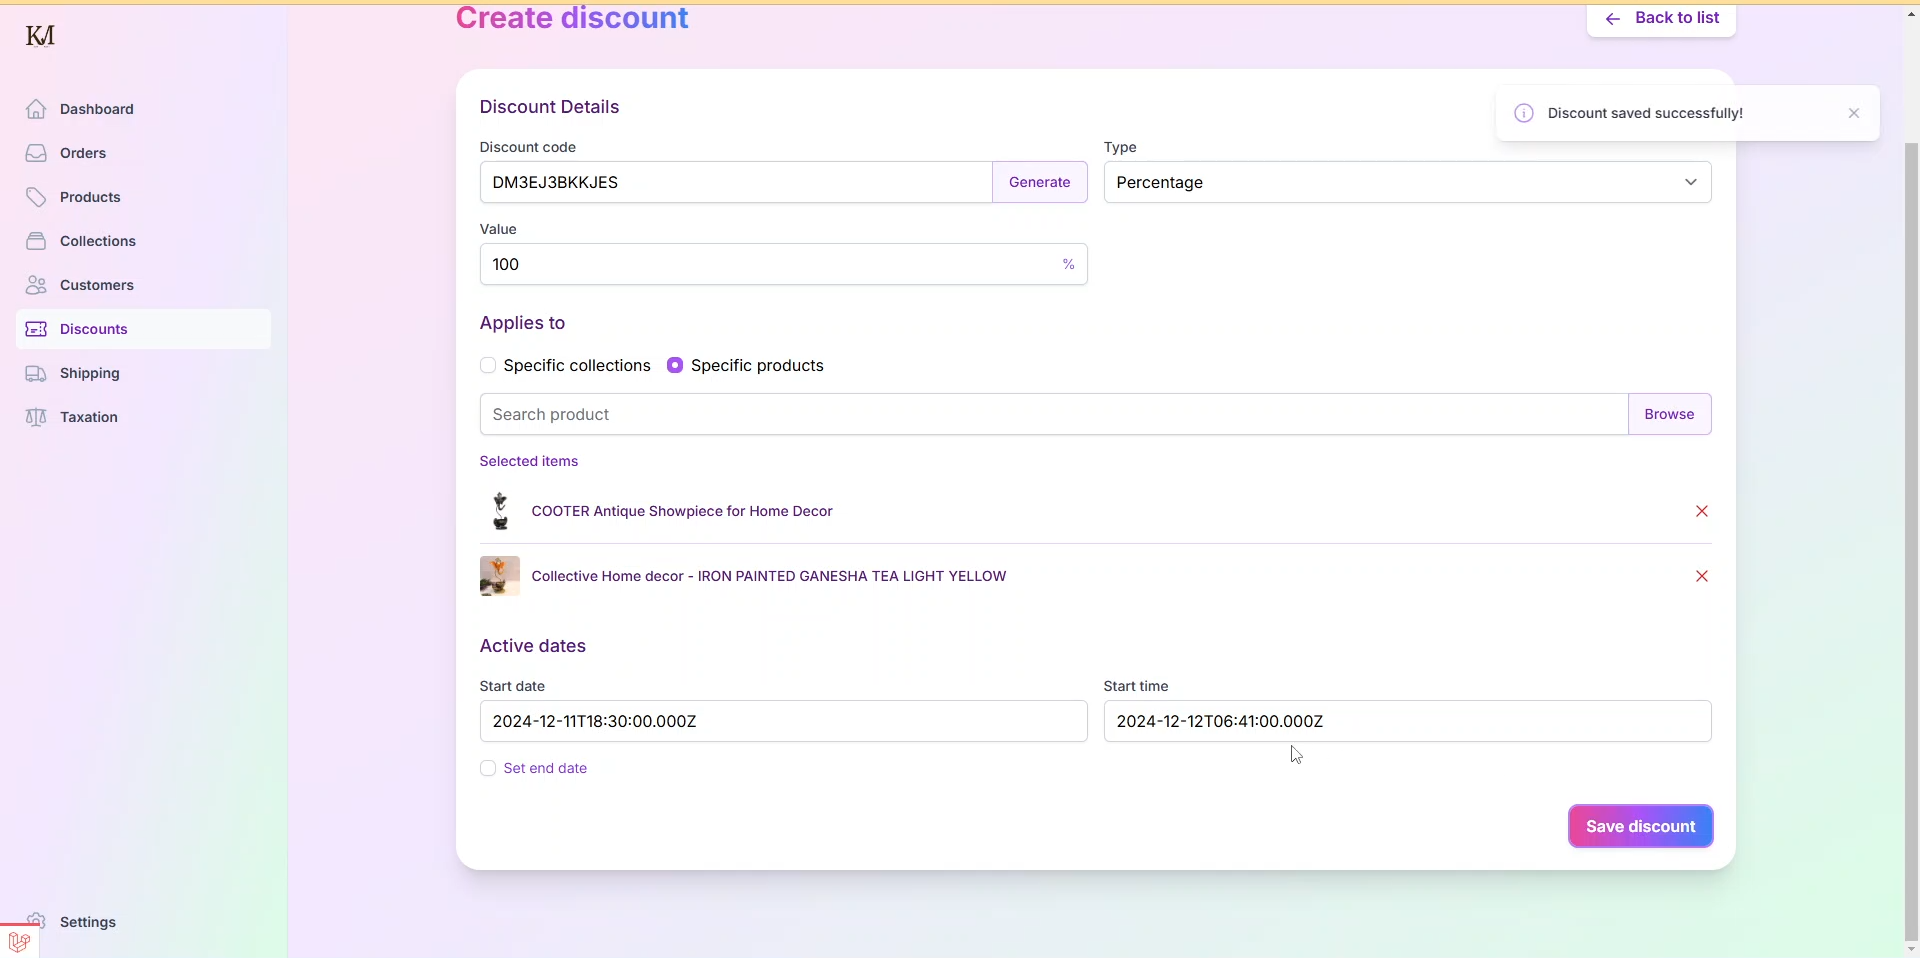 Create discount
Back to list
KM
Dashboard
Orders
Products
Collections
Customers
Discounts
Shipping
Taxation
Settings
Discount saved successfully!
Discount Details
Discount code
DM3EJ3BKKJES
Generate
Type
Percentage
Value
100
%
Applies to
Specific collections
Specific products
Search product
Browse
Selected items
COOTER Antique Showpiece for Home Decor
Collective Home decor - IRON PAINTED GANESHA TEA LIGHT YELLOW
Active dates
Start date
2024-12-11T18:30:00.000Z
Start time
2024-12-12T06:41:00.000Z
Set end date
Save discount